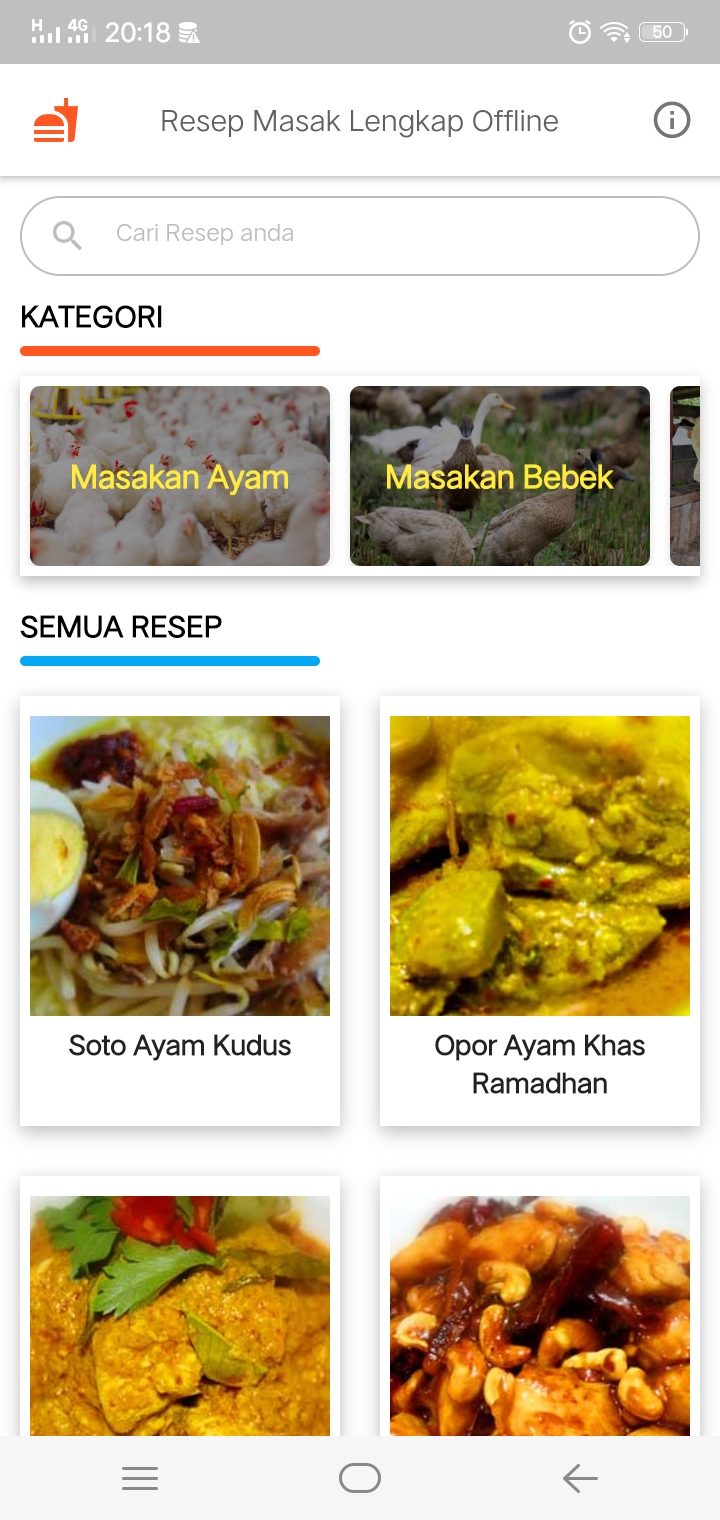 H 4G 20:18 50
Resep Masak Lengkap Offline
Cari Resep anda
KATEGORI
Masakan Ayam Masakan Bebek
SEMUA RESEP
Soto Ayam Kudus
Opor Ayam Khas
Ramadhan